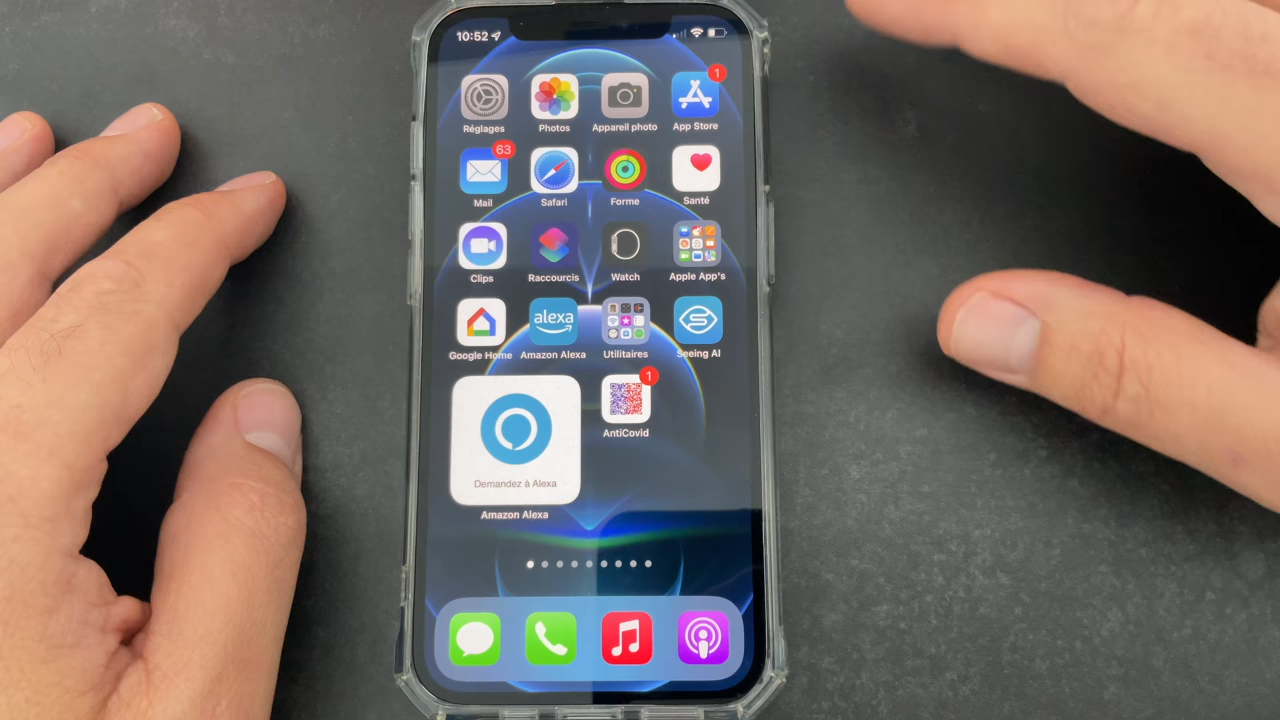 10:52
1
Réglages Photos Appareil photo App Store
63
Mail Safari Forme Santé
Clips Raccourcis Watch Apple App's
alexa
Google Home Amazon Alexa Utilitaires Seeing AI
1
AntiCovid
Demandez à Alexa
Amazon Alexa